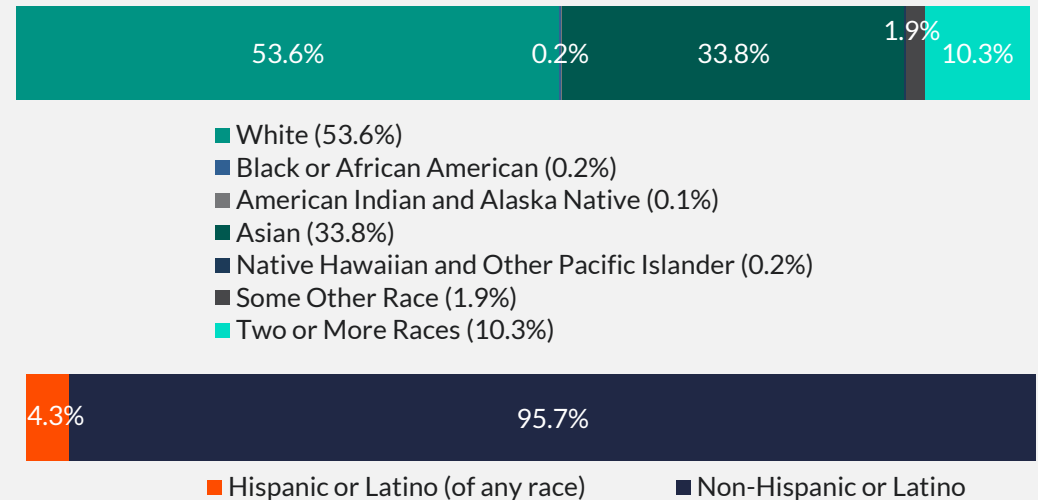 53.6% 0.2% 33.8% 1.9% 10.3%
White (53.6%)
Black or African American (0.2%)
American Indian and Alaska Native (0.1%)
Asian (33.8%)
Native Hawaiian and Other Pacific Islander (0.2%)
Some Other Race (1.9%)
Two or More Races (10.3%)
4.3% 95.7%
Hispanic or Latino (of any race) Non-Hispanic or Latino